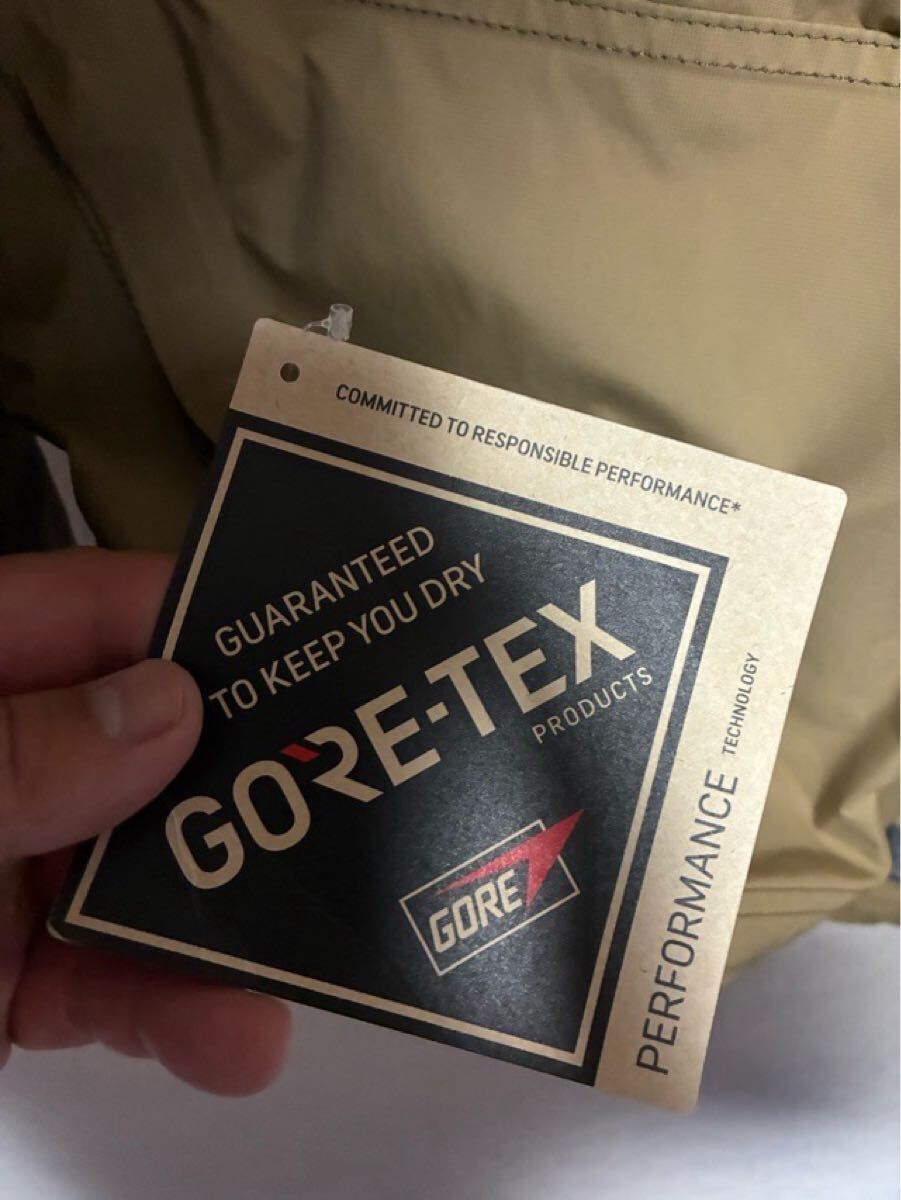 COMMITTED TO RESPONSIBLE PERFORMANCE*
GUARANTEED
TO KEEP YOU DRY
GORE-TEX
PRODUCTS
GORE
PERFORMANCE TECHNOLOGY